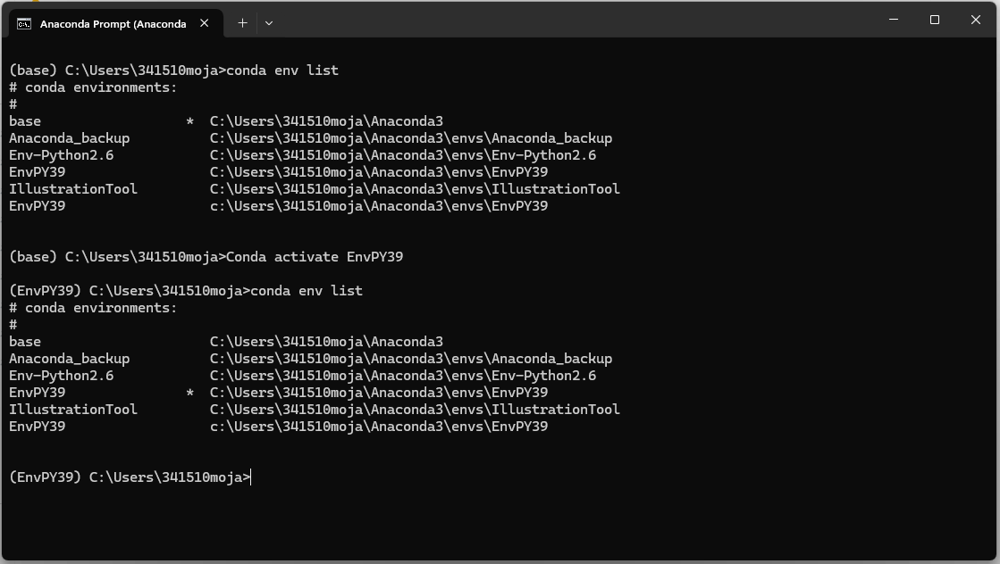 Anaconda Prompt (Anaconda
(base) C:\Users\341510moja>conda env list
# conda environments:
#
base                  *  C:\Users\341510moja\Anaconda3
Anaconda_backup          C:\Users\341510moja\Anaconda3\envs\Anaconda_backup
Env-Python2.6            C:\Users\341510moja\Anaconda3\envs\Env-Python2.6
EnvPY39                  C:\Users\341510moja\Anaconda3\envs\EnvPY39
IllustrationTool         C:\Users\341510moja\Anaconda3\envs\IllustrationTool
EnvPY39                  c:\Users\341510moja\Anaconda3\envs\EnvPY39
(base) C:\Users\341510moja>Conda activate EnvPY39
(EnvPY39) C:\Users\341510moja>conda env list
# conda environments:
#
base                     C:\Users\341510moja\Anaconda3
Anaconda_backup          C:\Users\341510moja\Anaconda3\envs\Anaconda_backup
Env-Python2.6            C:\Users\341510moja\Anaconda3\envs\Env-Python2.6
EnvPY39               *  C:\Users\341510moja\Anaconda3\envs\EnvPY39
IllustrationTool         C:\Users\341510moja\Anaconda3\envs\IllustrationTool
EnvPY39                  c:\Users\341510moja\Anaconda3\envs\EnvPY39
(EnvPY39) C:\Users\341510moja>